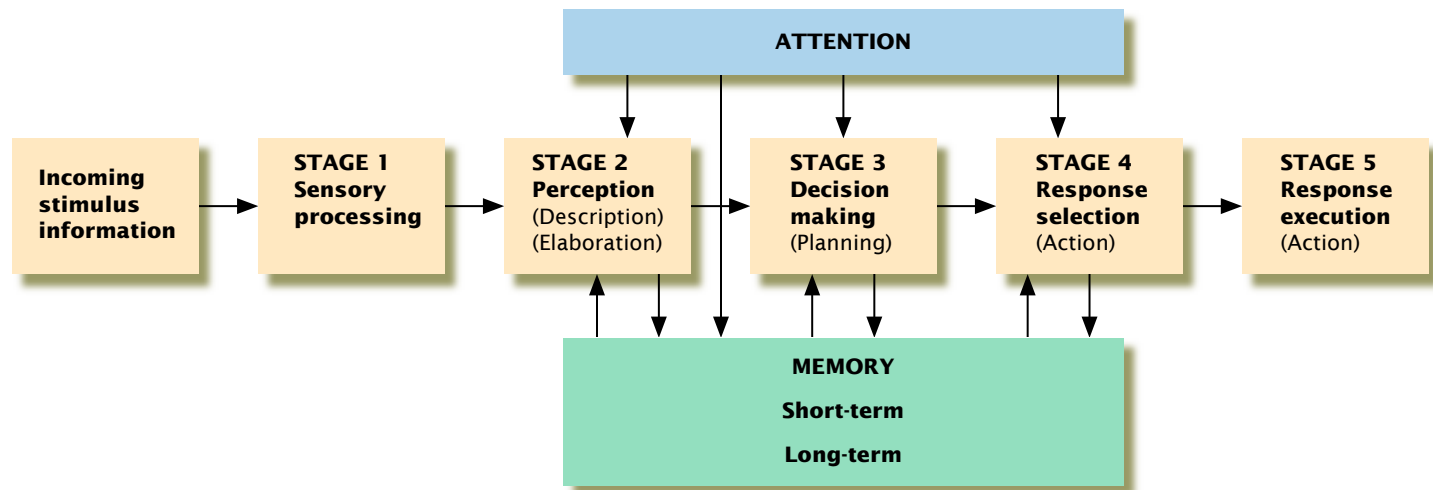 ATTENTION
Incoming
stimulus
information
STAGE 1
Sensory
processing
STAGE 2
Perception
(Description)
(Elaboration)
STAGE 3
Decision
making
(Planning)
STAGE 4
Response
selection
(Action)
STAGE 5
Response
execution
(Action)
MEMORY
Short-term
Long-term